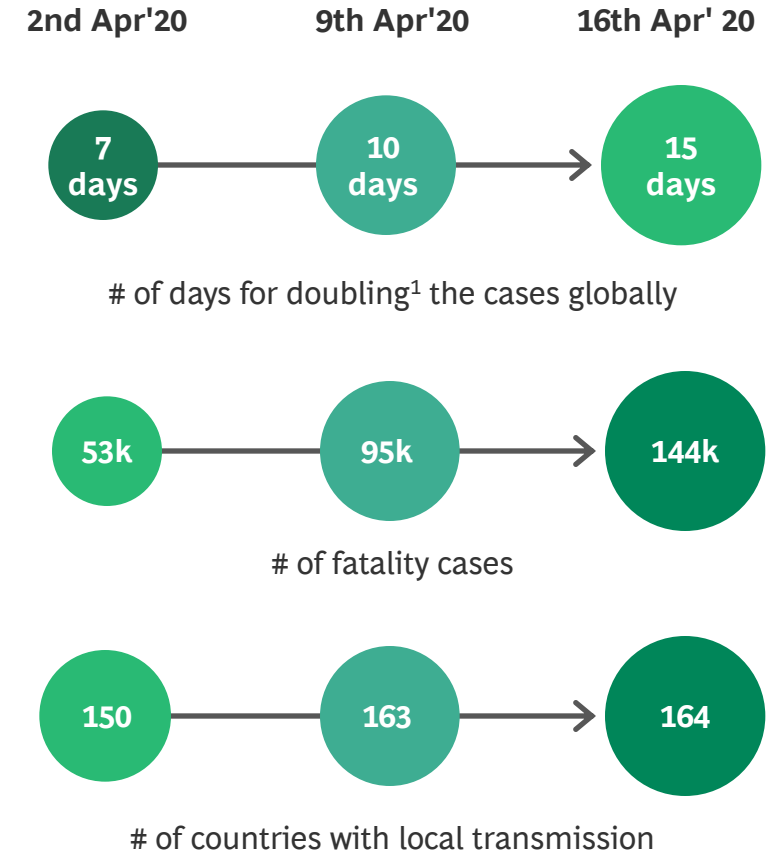 2nd Apr'20 9th Apr'20 16th Apr' 20
7 days 10 days 15 days
# of days for doubling¹ the cases globally
53k 95k 144k
# of fatality cases
150 163 164
# of countries with local transmission